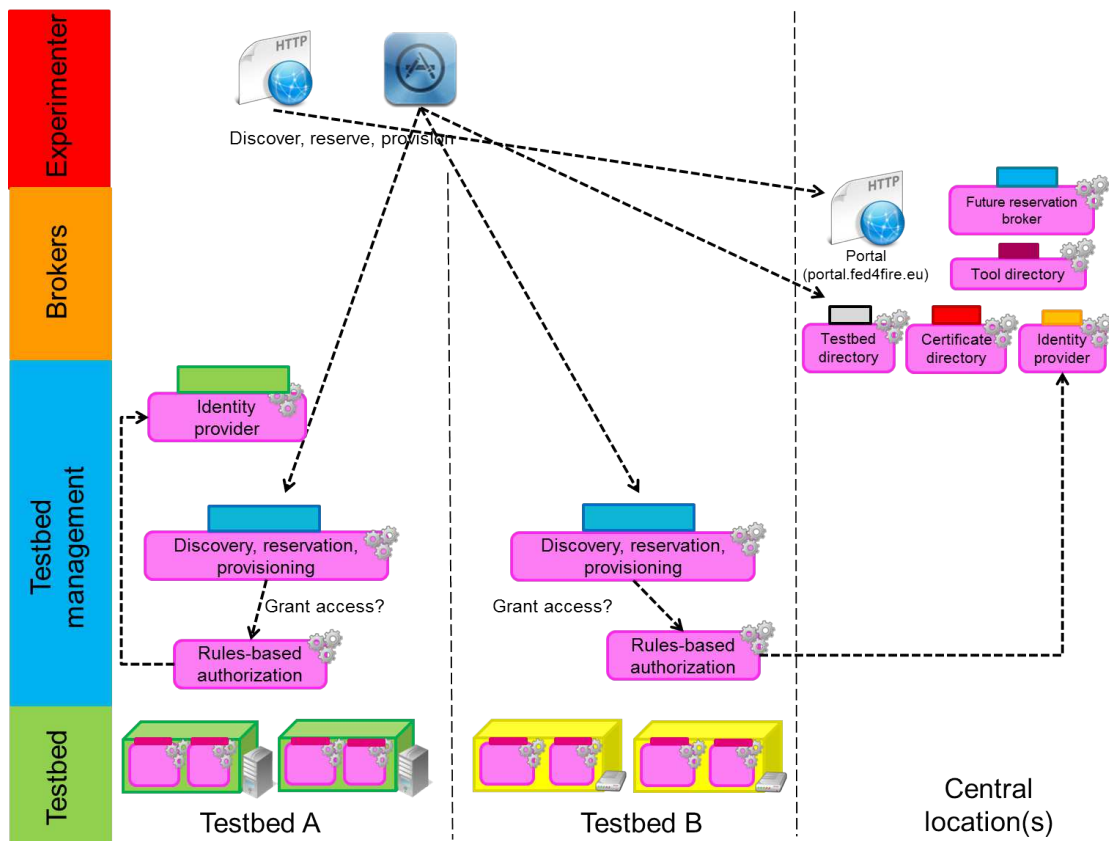 Experimenter
HTTP
Discover, reserve, provision
HTTP
Portal
(portal.fed4fire.eu)
Future reservation
broker
Tool directory
Brokers
Testbed
directory
Certificate
directory
Identity
provider
Identity
provider
Testbed
management
Discovery, reservation,
provisioning
Discovery, reservation,
provisioning
Grant access?
Grant access?
Rules-based
authorization
Rules-based
authorization
Testbed
Testbed A
Testbed B
Central
location(s)